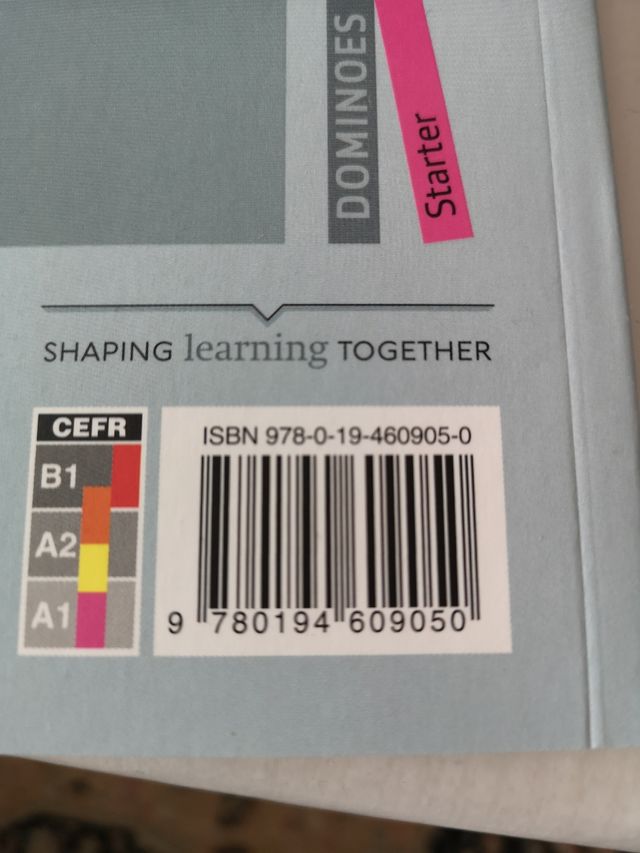 DOMINOES
Starter
SHAPING learning TOGETHER
CEFR
B1
A2
A1
ISBN 978-0-19-460905-0
9 780194 609050